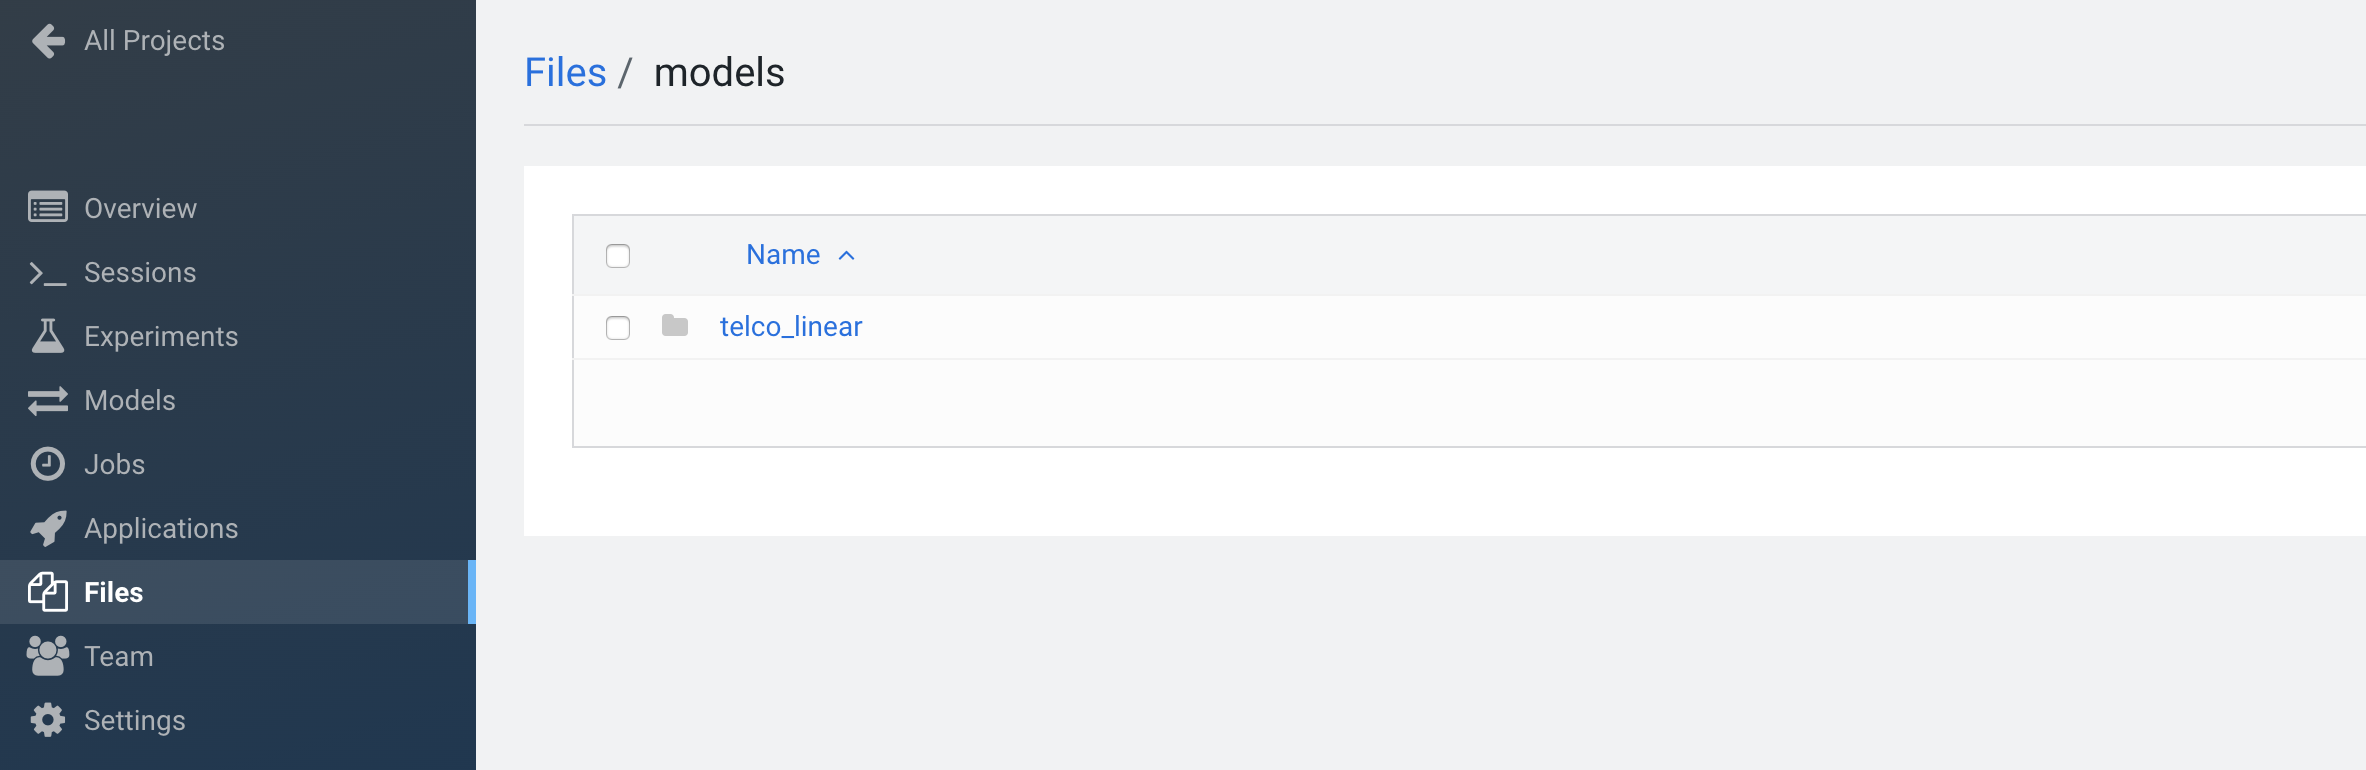 All Projects
Overview
Sessions
Experiments
Models
Jobs
Applications
Files
Team
Settings
Files / models
Name
telco_linear